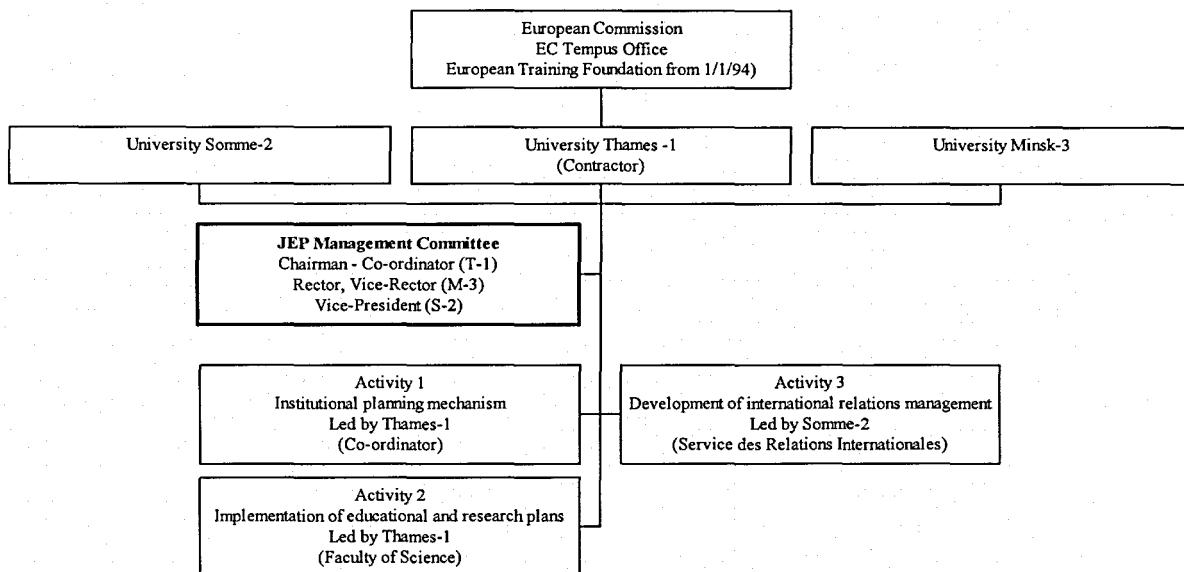 European Commission
EC Tempus Office
European Training Foundation from 1/1/94)
University Somme-2
University Thames -1
(Contractor)
University Minsk-3
JEP Management Committee
Chairman - Co-ordinator (T-1)
Rector, Vice-Rector (M-3)
Vice-President (S-2)
Activity 1
Institutional planning mechanism
Led by Thames-1
(Co-ordinator)
Activity 3
Development of international relations management
Led by Somme-2
(Service des Relations Internationales)
Activity 2
Implementation of educational and research plans
Led by Thames-1
(Faculty of Science)